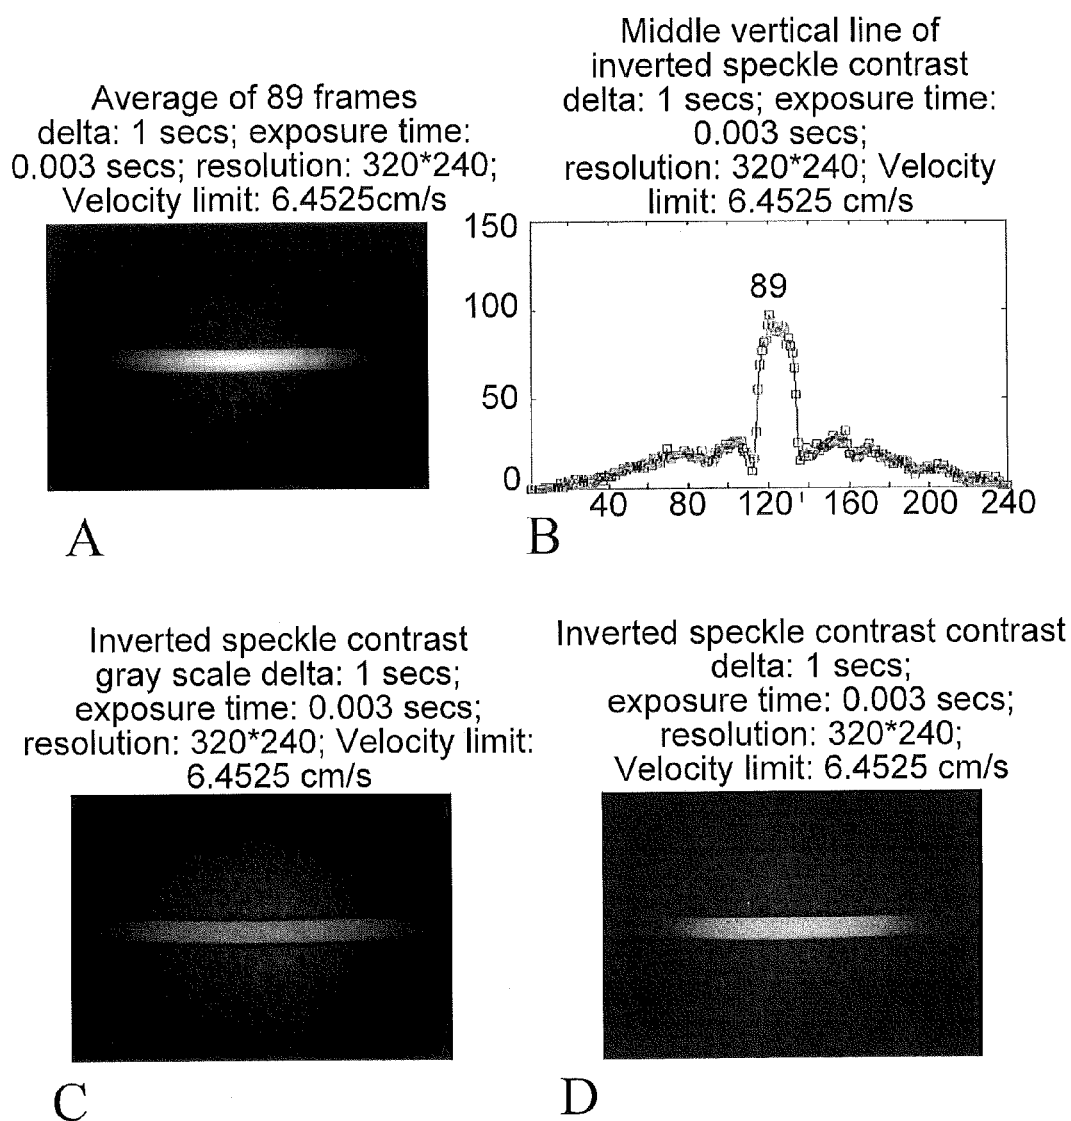 Average of 89 frames
delta: 1 secs; exposure time:
0.003 secs; resolution: 320*240;
Velocity limit: 6.4525cm/s
A
Middle vertical line of
inverted speckle contrast
delta: 1 secs; exposure time:
0.003 secs;
resolution: 320*240; Velocity
limit: 6.4525 cm/s
150
89
100
50
0
40 80 120 160 200 240
B
Inverted speckle contrast
gray scale delta: 1 secs;
exposure time: 0.003 secs;
resolution: 320*240; Velocity limit:
6.4525 cm/s
C
Inverted speckle contrast contrast
delta: 1 secs;
exposure time: 0.003 secs;
resolution: 320*240;
Velocity limit: 6.4525 cm/s
D